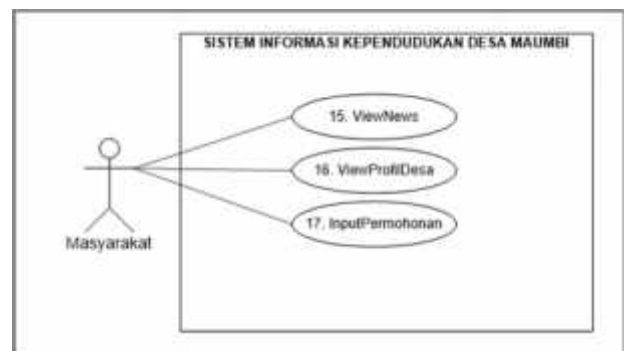 SISTEM INFORMASI KEPENDUDUKAN DESA MAUMBI
15. ViewNews
16. ViewProfilDesa
17. InputPermohonan
Masyarakat